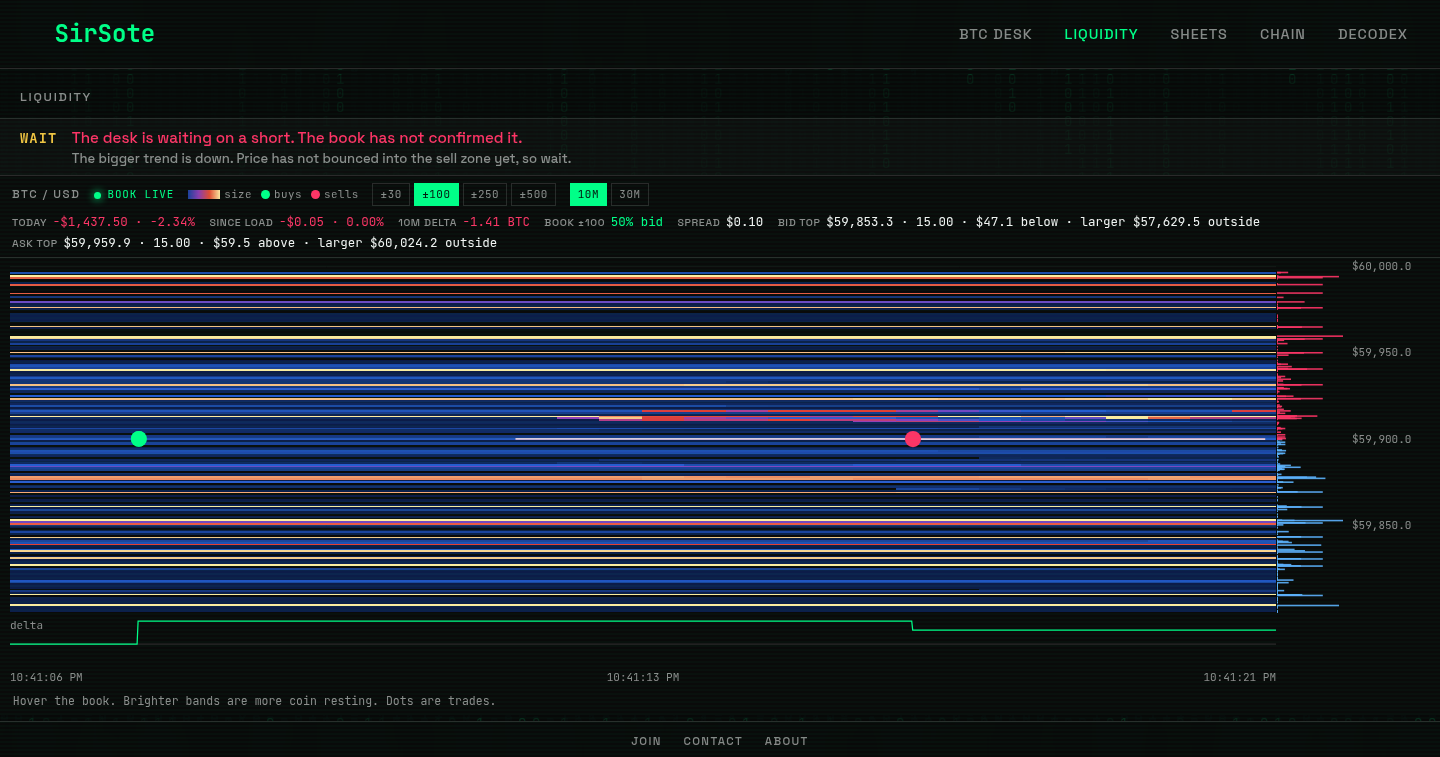 SirSote
BTC DESK LIQUIDITY SHEETS CHAIN DECODEX
LIQUIDITY
WAIT The desk is waiting on a short. The book has not confirmed it.
The bigger trend is down. Price has not bounced into the sell zone yet, so wait.
BTC / USD BOOK LIVE size buys sells ±30 ±100 ±250 ±500 10M 30M
TODAY -$1,437.50 · -2.34% SINCE LOAD -$0.05 · 0.00% 10M DELTA -1.41 BTC BOOK ±100 50% bid SPREAD $0.10 BID TOP $59,853.3 · 15.00 · $47.1 below · larger $57,629.5 outside
ASK TOP $59,959.9 · 15.00 · $59.5 above · larger $60,024.2 outside
$60,000.0
$59,950.0
$59,900.0
$59,850.0
delta
10:41:06 PM 10:41:13 PM 10:41:21 PM
Hover the book. Brighter bands are more coin resting. Dots are trades.
JOIN CONTACT ABOUT